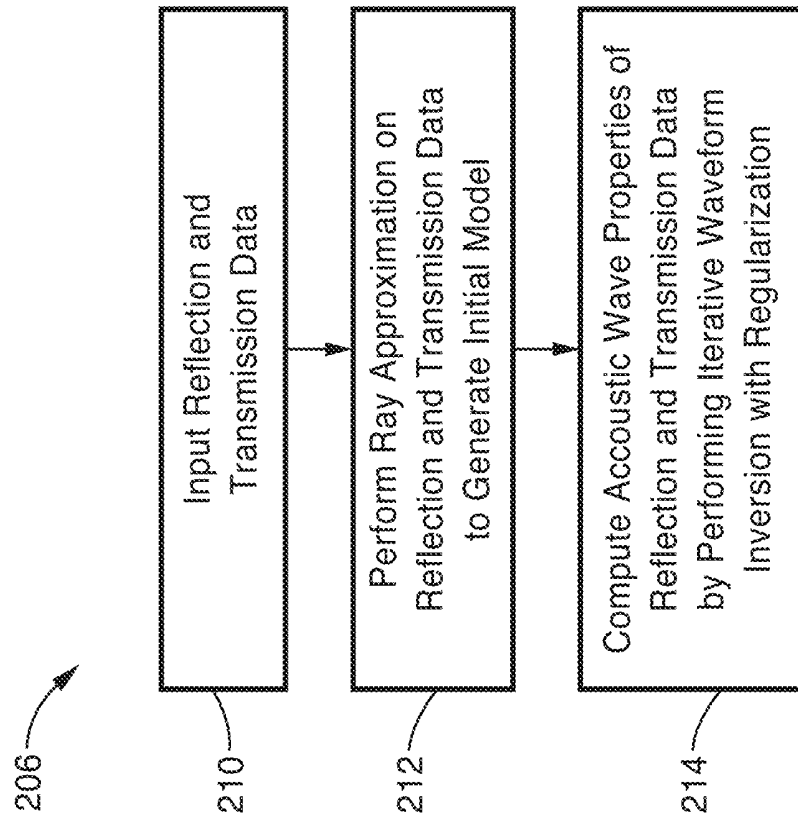 206
210
Input Reflection and
Transmission Data
212
Perform Ray Approximation on
Reflection and Transmission Data
to Generate Initial Model
214
Compute Accoustic Wave Properties of
Reflection and Transmission Data
by Performing Iterative Waveform
Inversion with Regularization